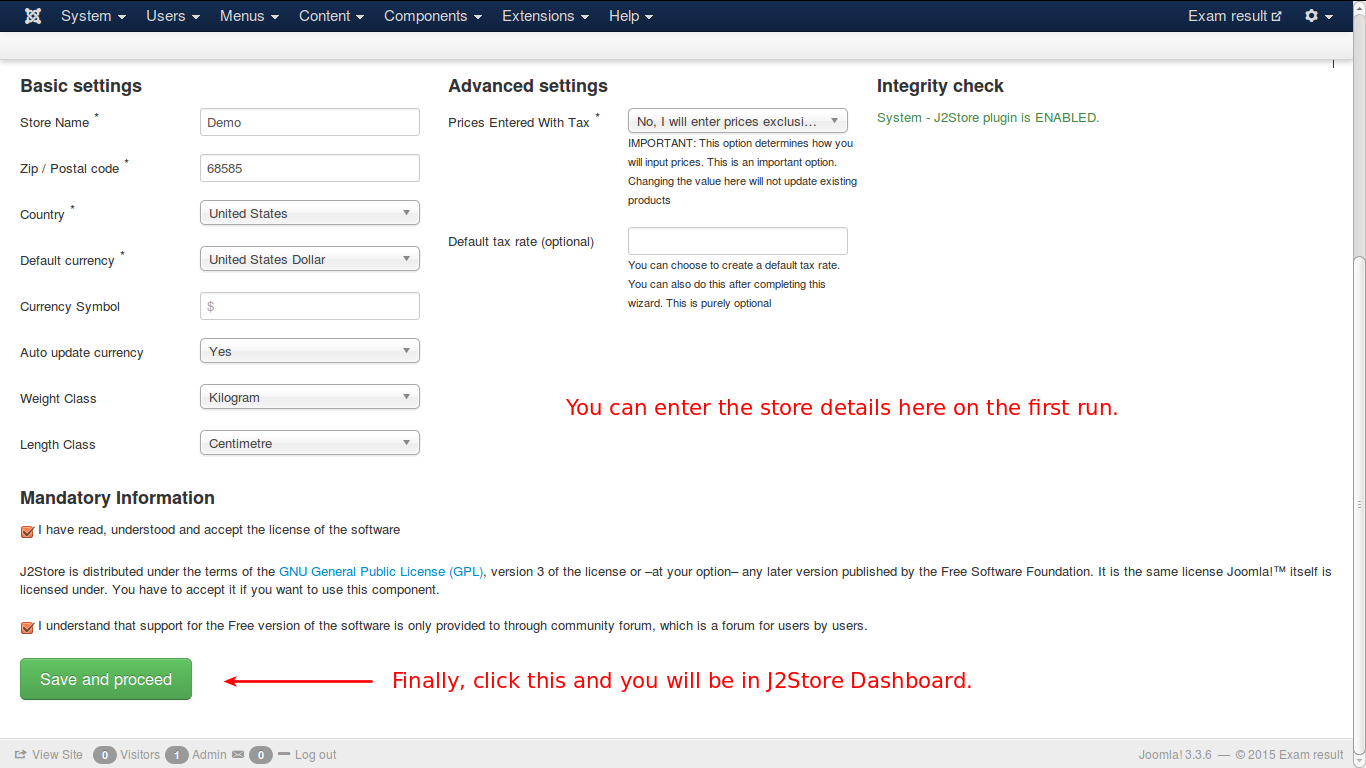 System Users Menus Content Components Extensions Help Exam result
Basic settings
Store Name *
Demo
Zip / Postal code *
68585
Country *
United States
Default currency *
United States Dollar
Currency Symbol
$
Auto update currency
Yes
Weight Class
Kilogram
Length Class
Centimetre
Advanced settings
Prices Entered With Tax *
No, I will enter prices exclusi...
IMPORTANT: This option determines how you
will input prices. This is an important option.
Changing the value here will not update existing
products
Default tax rate (optional)
You can choose to create a default tax rate.
You can also do this after completing this
wizard. This is purely optional
Integrity check
System - J2Store plugin is ENABLED.
You can enter the store details here on the first run.
Mandatory Information
I have read, understood and accept the license of the software
J2Store is distributed under the terms of the GNU General Public License (GPL), version 3 of the license or –at your option– any later version published by the Free Software Foundation. It is the same license Joomla!™ itself is
licensed under. You have to accept it if you want to use this component.
I understand that support for the Free version of the software is only provided to through community forum, which is a forum for users by users.
Save and proceed
Finally, click this and you will be in J2Store Dashboard.
View Site 0 Visitors 1 Admin 0 Log out
Joomla! 3.3.6 — © 2015 Exam result